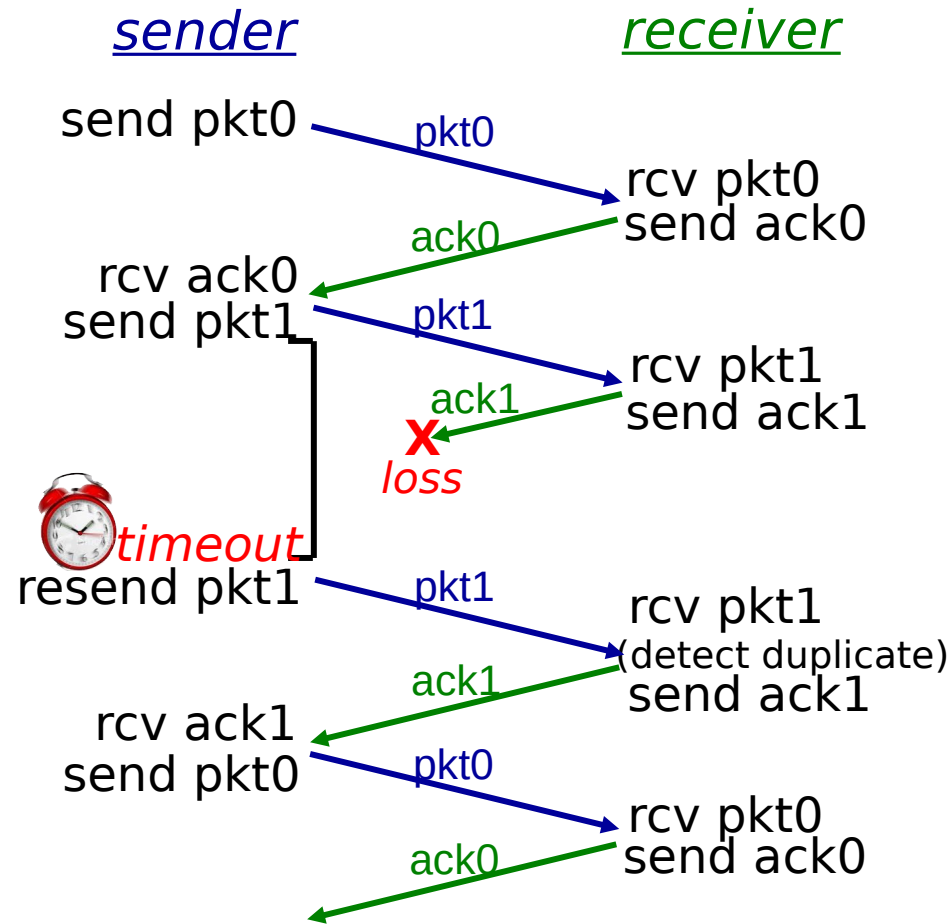 sender
receiver
send pkt0
pkt0
rcv pkt0
send ack0
ack0
rcv ack0
send pkt1
pkt1
rcv pkt1
send ack1
ack1
X
loss
timeout
resend pkt1
pkt1
rcv pkt1
(detect duplicate)
send ack1
ack1
rcv ack1
send pkt0
pkt0
rcv pkt0
send ack0
ack0